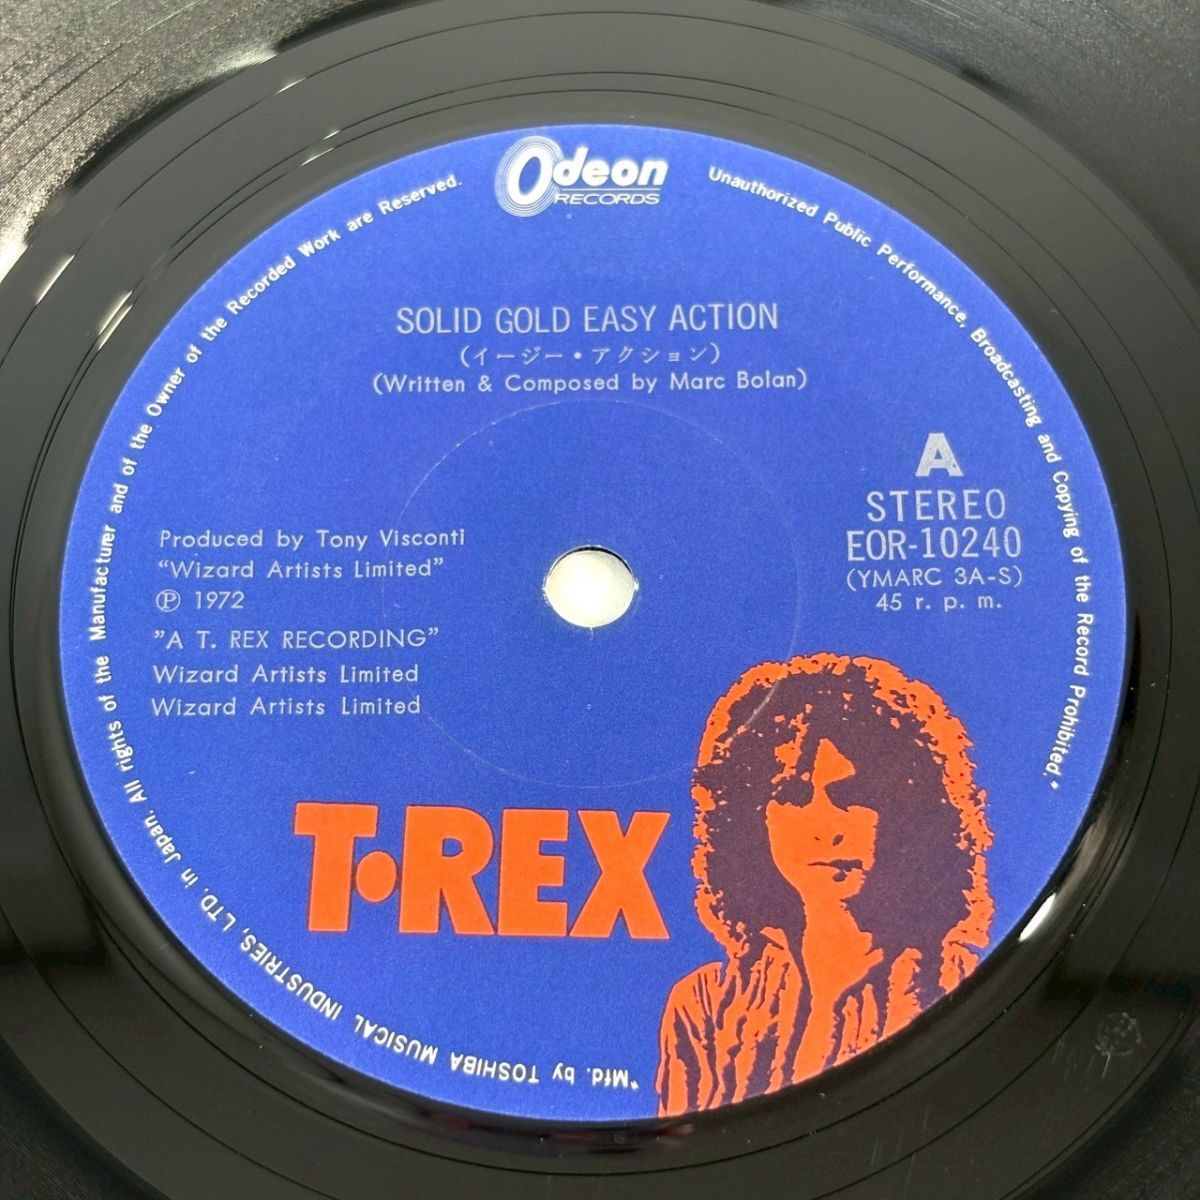 Odeon
RECORDS
SOLID GOLD EASY ACTION
(イージー・アクション)
(Written & Composed by Marc Bolan)
A
STEREO
EOR-10240
(YMARC 3A-S)
45 r. p. m.
Produced by Tony Visconti
“Wizard Artists Limited”
Ⓟ 1972
”A T. REX RECORDING”
Wizard Artists Limited
Wizard Artists Limited
T•REX
"Mfd. by TOSHIBA MUSICAL INDUSTRIES, LTD. in Japan. All rights of the Manufacturer and of the Owner of the Recorded Work are Reserved. Unauthorized Public Performance, Broadcasting and Copying of the Record Prohibited."